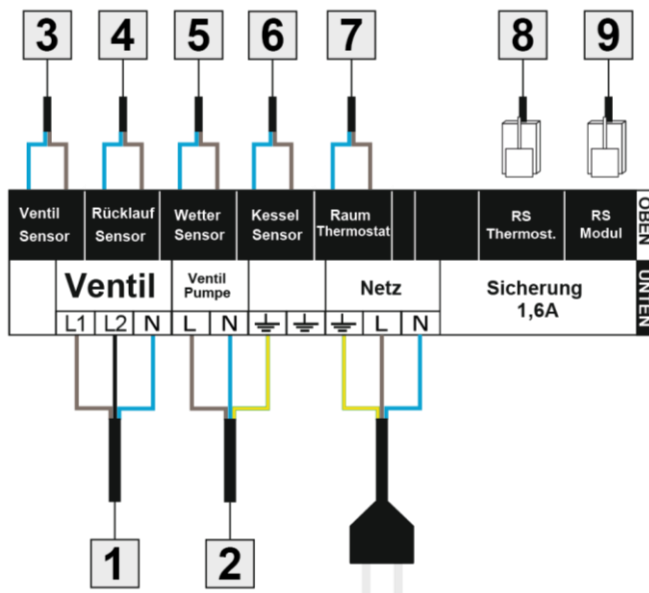 3 4 5 6 7 8 9
Ventil Sensor
Rücklauf Sensor
Wetter Sensor
Kessel Sensor
Raum Thermostat
RS Thermost.
RS Modul
OBEN
Ventil
Ventil Pumpe
Netz
Sicherung
1,6A
UNTEN
L1 L2 N L N L N
1 2